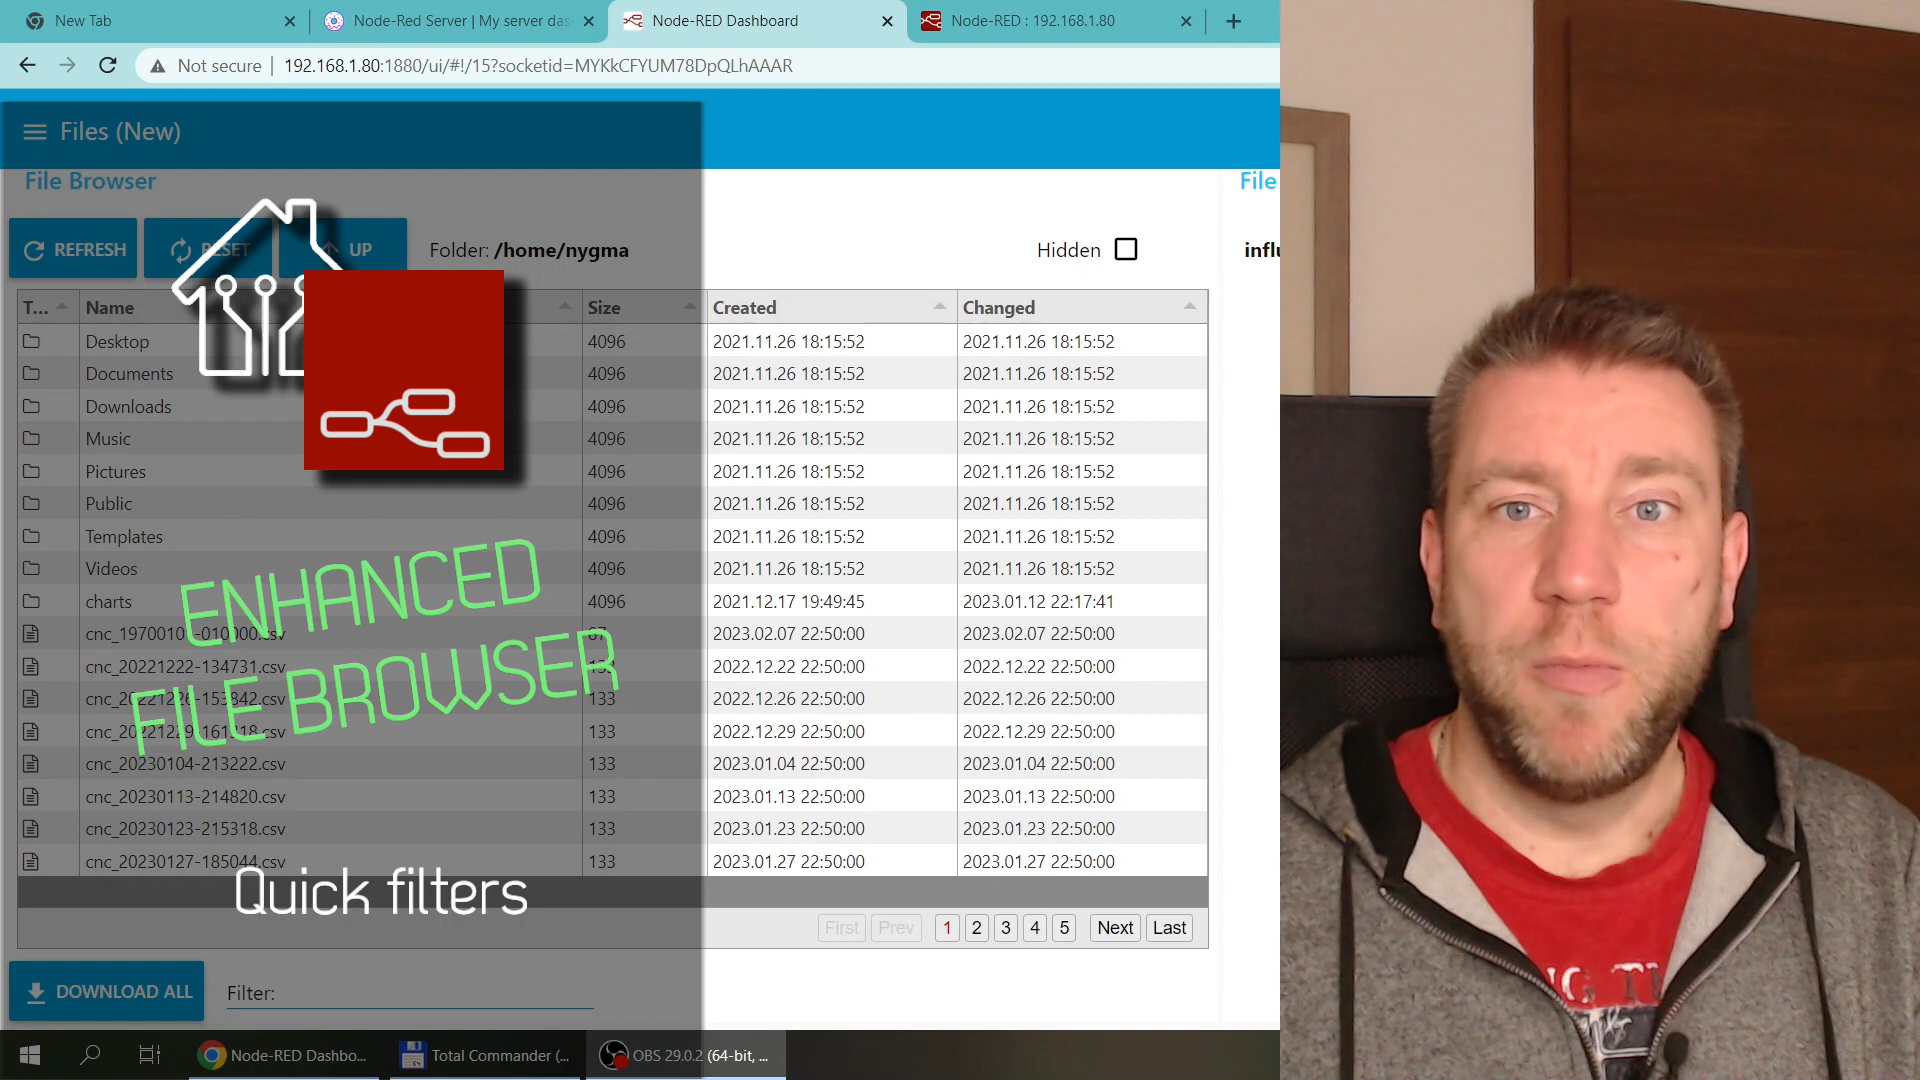 New Tab
Node-Red Server | My server das
Node-RED Dashboard
Node-RED : 192.168.1.80
Not secure
192.168.1.80:1880/ui/#!/15?socketid=MYKkCFYUM78DpQLhAAAR
Files (New)
File Browser
File
REFRESH
RESET
UP
Folder: /home/nygma
Hidden
influ
T... Name Size Created Changed
Desktop 4096 2021.11.26 18:15:52 2021.11.26 18:15:52
Documents 4096 2021.11.26 18:15:52 2021.11.26 18:15:52
Downloads 4096 2021.11.26 18:15:52 2021.11.26 18:15:52
Music 4096 2021.11.26 18:15:52 2021.11.26 18:15:52
Pictures 4096 2021.11.26 18:15:52 2021.11.26 18:15:52
Public 4096 2021.11.26 18:15:52 2021.11.26 18:15:52
Templates 4096 2021.11.26 18:15:52 2021.11.26 18:15:52
Videos 4096 2021.11.26 18:15:52 2021.11.26 18:15:52
charts 4096 2021.12.17 19:49:45 2023.01.12 22:17:41
cnc_19700101-010000.csv 87 2023.02.07 22:50:00 2023.02.07 22:50:00
cnc_20221222-134731.csv 133 2022.12.22 22:50:00 2022.12.22 22:50:00
cnc_20221226-153842.csv 133 2022.12.26 22:50:00 2022.12.26 22:50:00
cnc_20221229-161318.csv 133 2022.12.29 22:50:00 2022.12.29 22:50:00
cnc_20230104-213222.csv 133 2023.01.04 22:50:00 2023.01.04 22:50:00
cnc_20230113-214820.csv 133 2023.01.13 22:50:00 2023.01.13 22:50:00
cnc_20230123-215318.csv 133 2023.01.23 22:50:00 2023.01.23 22:50:00
cnc_20230127-185044.csv 133 2023.01.27 22:50:00 2023.01.27 22:50:00
ENHANCED
FILE BROWSER
Quick filters
First Prev 1 2 3 4 5 Next Last
DOWNLOAD ALL
Filter:
Node-RED Dashbo...
Total Commander (...
OBS 29.0.2 (64-bit, ...